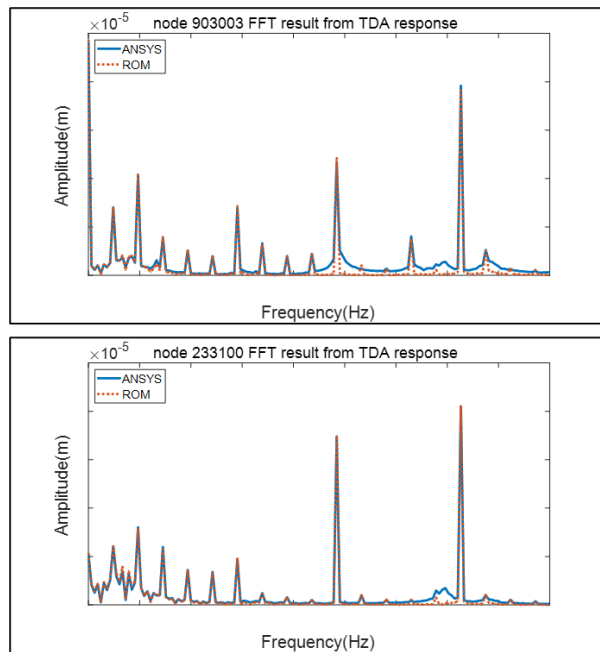 ×10-5
node 903003 FFT result from TDA response
ANSYS
ROM
Amplitude(m)
Frequency(Hz)
×10-5
node 233100 FFT result from TDA response
ANSYS
ROM
Amplitude(m)
Frequency(Hz)